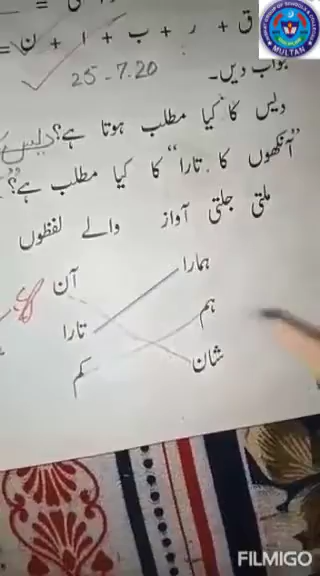 ق + ر + ب + ا + ن =
25-7.20
جواب دیں۔
دیس کا کیا مطلب ہوتا ہے؟ دیس
"آنکھوں کا تارا" کا کیا مطلب ہے؟
ملتی جلتی آواز والے لفظوں
ہمارا آن
ہم تارا
شان کم
MULTAN
FILMIGO